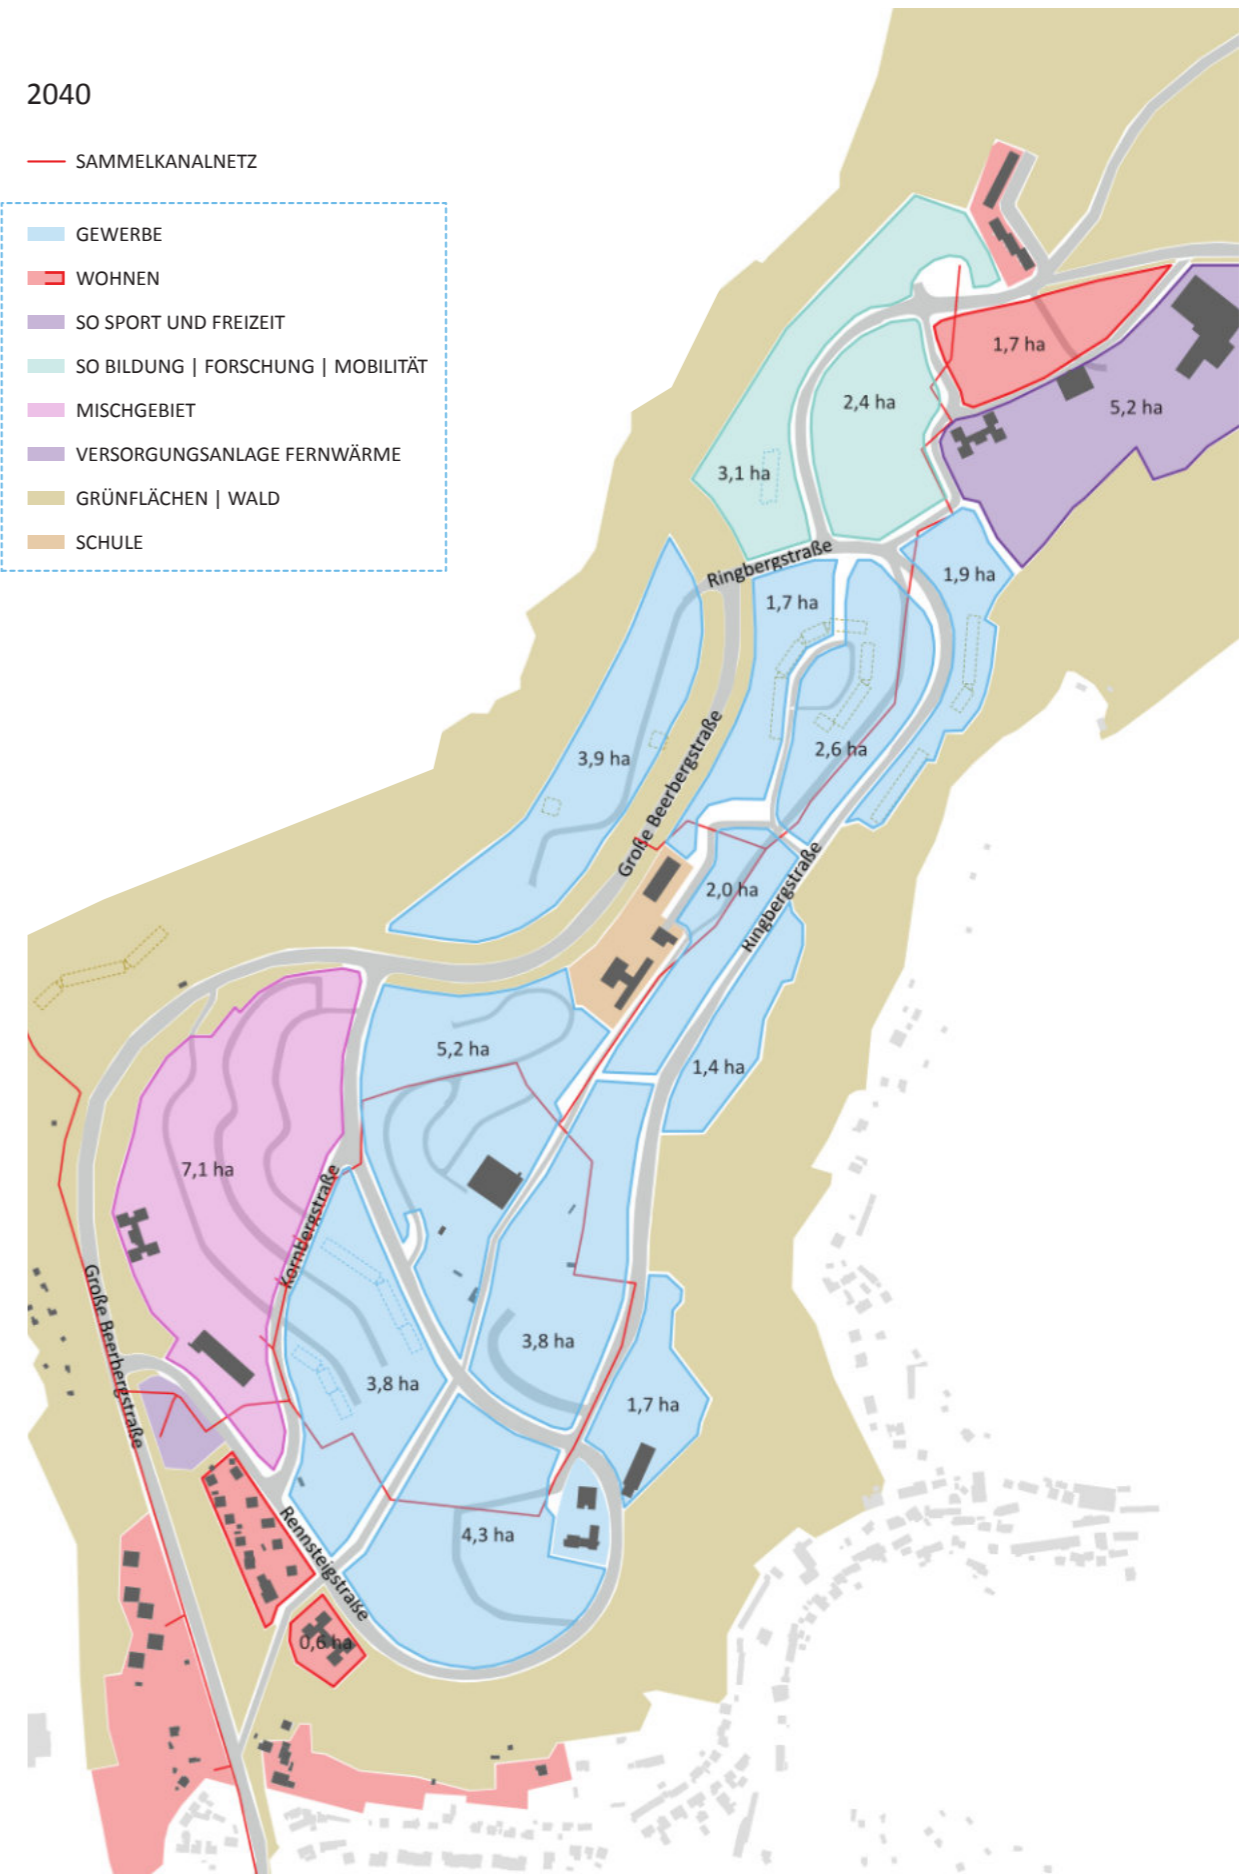 2040
SAMMELKANALNETZ
GEWERBE
WOHNEN
SO SPORT UND FREIZEIT
SO BILDUNG | FORSCHUNG | MOBILITÄT
MISCHGEBIET
VERSORGUNGSANLAGE FERNWÄRME
GRÜNFLÄCHEN | WALD
SCHULE
1,7 ha
2,4 ha
5,2 ha
3,1 ha
Ringbergstraße
1,9 ha
1,7 ha
3,9 ha
2,6 ha
Große Beerbergstraße
2,0 ha
Ringbergstraße
5,2 ha
1,4 ha
7,1 ha
Kornbergstraße
Große Beerbergstraße
3,8 ha
3,8 ha
1,7 ha
4,3 ha
Rennsteigstraße
0,6 ha